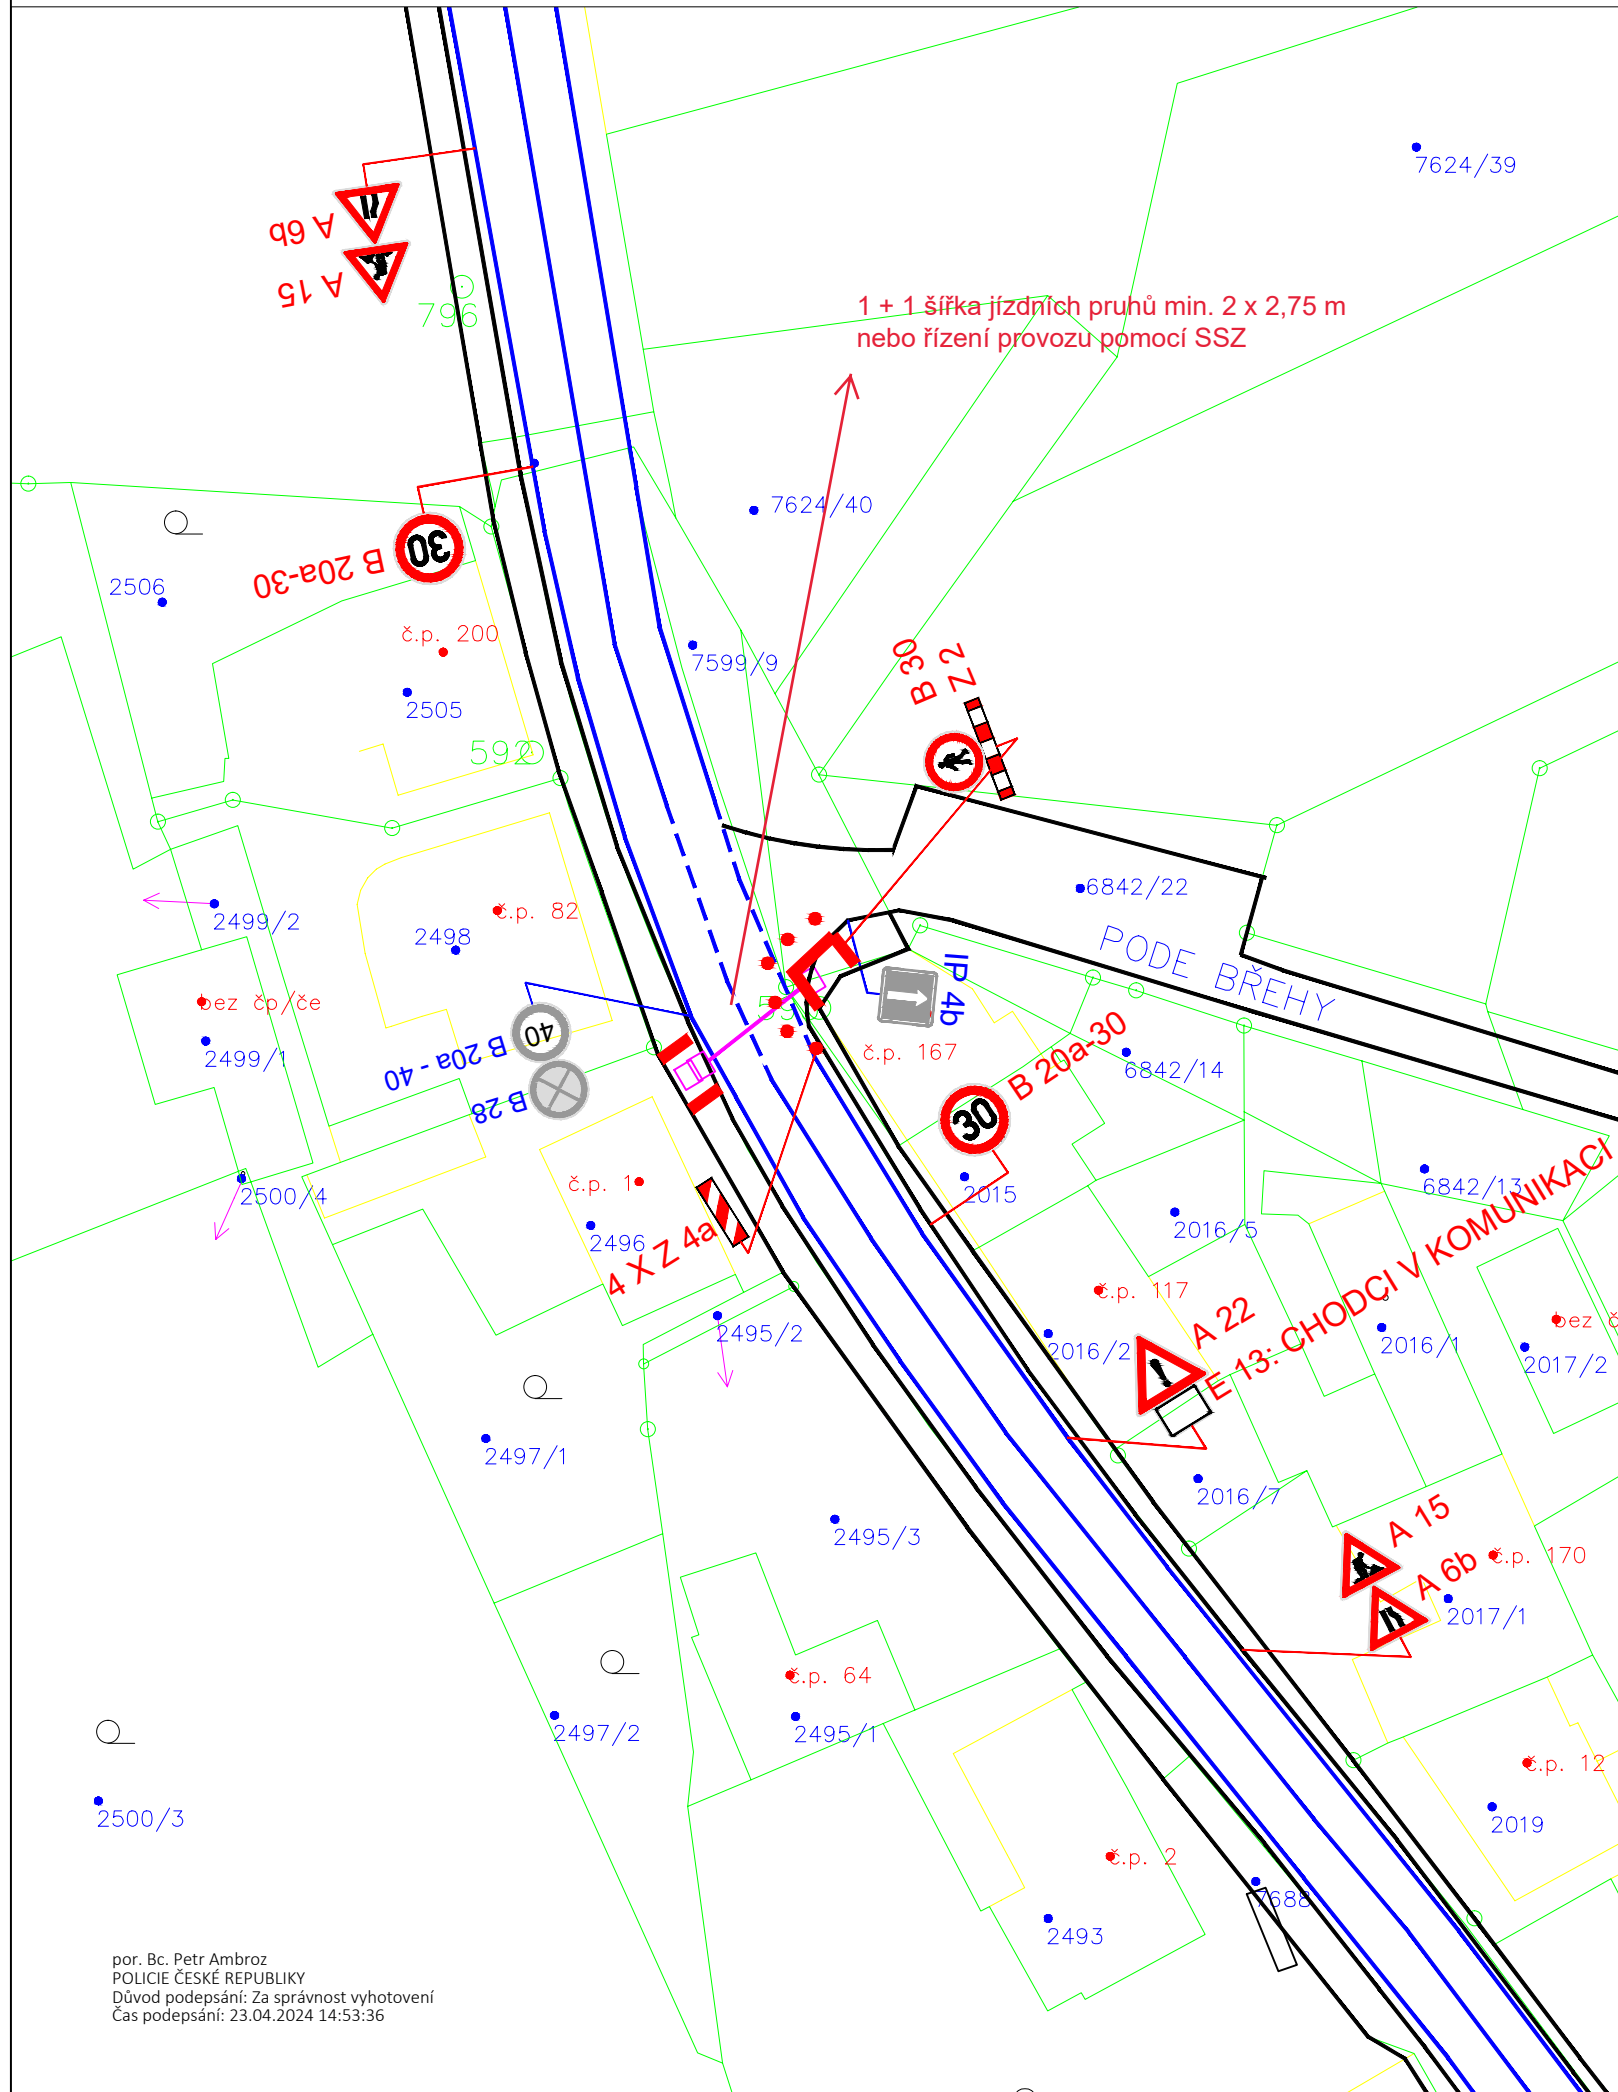 7624/39
A 6b
A 15
796
1 + 1 šířka jízdních pruhů min. 2 x 2,75 m
nebo řízení provozu pomocí SSZ
7624/40
30
B 20a-30
2506
č.p. 200
7599/9
2505
B 30
Z 2
592
6842/22
č.p. 82
2499/2
2498
PODE BŘEHY
IP 4b
bez čp/če
2499/1
40
B 20a - 40
B 28
č.p. 167
B 20a-30
30
6842/14
č.p. 1
2500/4
2015
6842/13
2016/5
2496
4 X Z 4a
č.p. 117
2495/2
2016/2
A 22
E 13: CHODCI V KOMUNIKACI
2016/1
bez č
2017/2
2497/1
2016/7
2495/3
A 15
č.p. 170
A 6b
2017/1
č.p. 64
2497/2
2495/1
č.p. 12
2500/3
2019
č.p. 2
7688
2493
por. Bc. Petr Ambroz
POLICIE ČESKÉ REPUBLIKY
Důvod podepsání: Za správnost vyhotovení
Čas podepsání: 23.04.2024 14:53:36